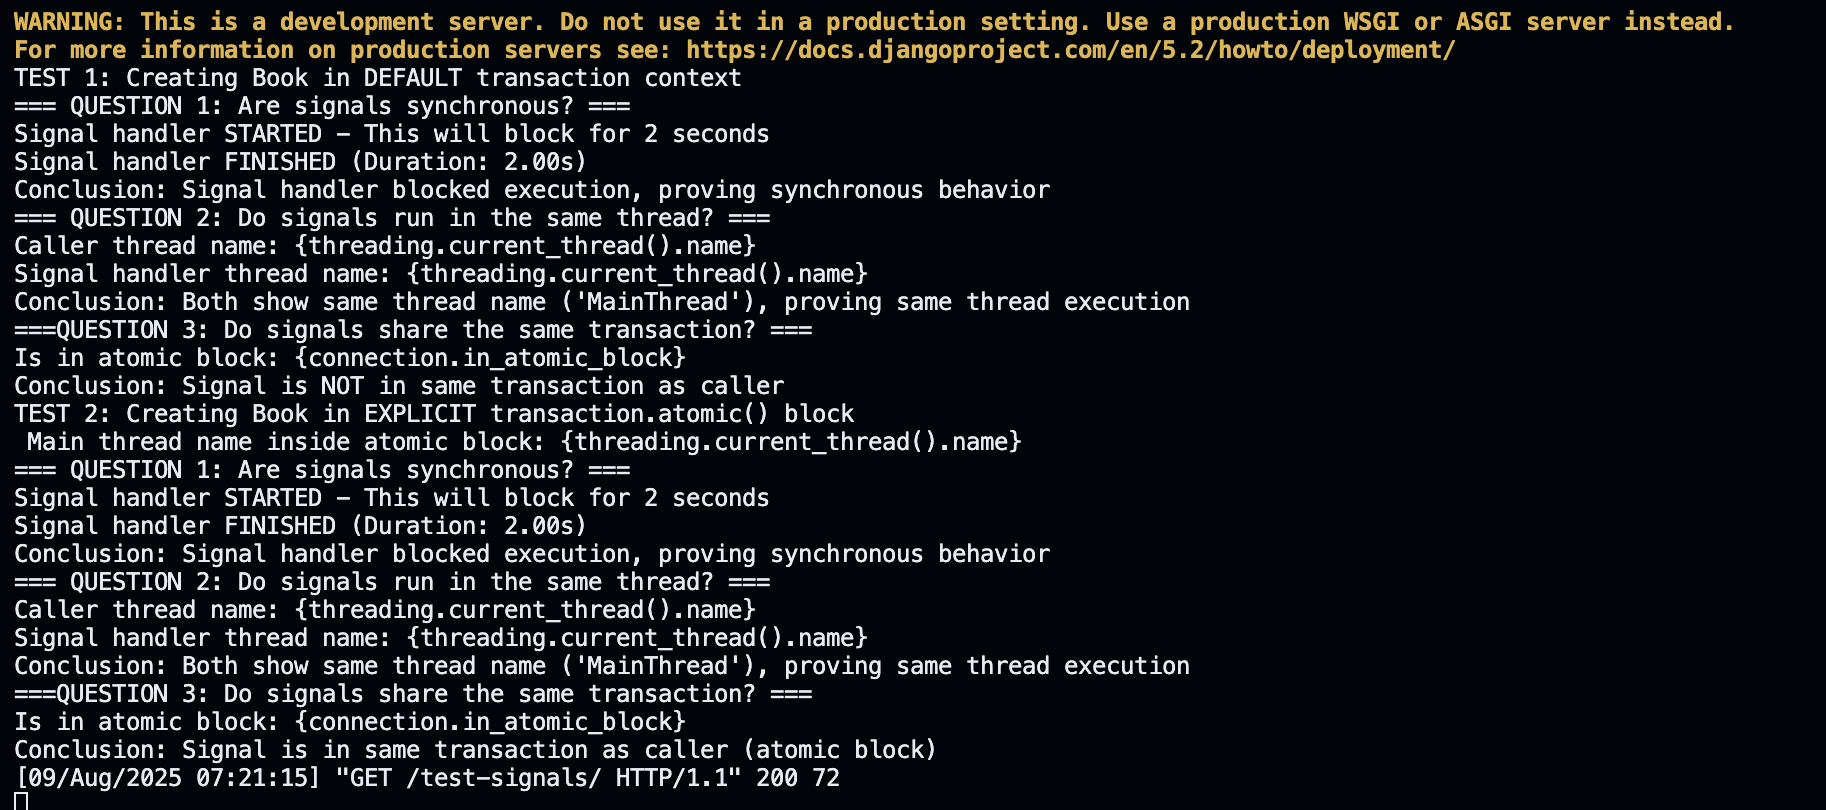 WARNING: This is a development server. Do not use it in a production setting. Use a production WSGI or ASGI server instead.
For more information on production servers see: https://docs.djangoproject.com/en/5.2/howto/deployment/
TEST 1: Creating Book in DEFAULT transaction context
=== QUESTION 1: Are signals synchronous? ===
Signal handler STARTED - This will block for 2 seconds
Signal handler FINISHED (Duration: 2.00s)
Conclusion: Signal handler blocked execution, proving synchronous behavior
=== QUESTION 2: Do signals run in the same thread? ===
Caller thread name: {threading.current_thread().name}
Signal handler thread name: {threading.current_thread().name}
Conclusion: Both show same thread name ('MainThread'), proving same thread execution
===QUESTION 3: Do signals share the same transaction? ===
Is in atomic block: {connection.in_atomic_block}
Conclusion: Signal is NOT in same transaction as caller
TEST 2: Creating Book in EXPLICIT transaction.atomic() block
 Main thread name inside atomic block: {threading.current_thread().name}
=== QUESTION 1: Are signals synchronous? ===
Signal handler STARTED - This will block for 2 seconds
Signal handler FINISHED (Duration: 2.00s)
Conclusion: Signal handler blocked execution, proving synchronous behavior
=== QUESTION 2: Do signals run in the same thread? ===
Caller thread name: {threading.current_thread().name}
Signal handler thread name: {threading.current_thread().name}
Conclusion: Both show same thread name ('MainThread'), proving same thread execution
===QUESTION 3: Do signals share the same transaction? ===
Is in atomic block: {connection.in_atomic_block}
Conclusion: Signal is in same transaction as caller (atomic block)
[09/Aug/2025 07:21:15] "GET /test-signals/ HTTP/1.1" 200 72